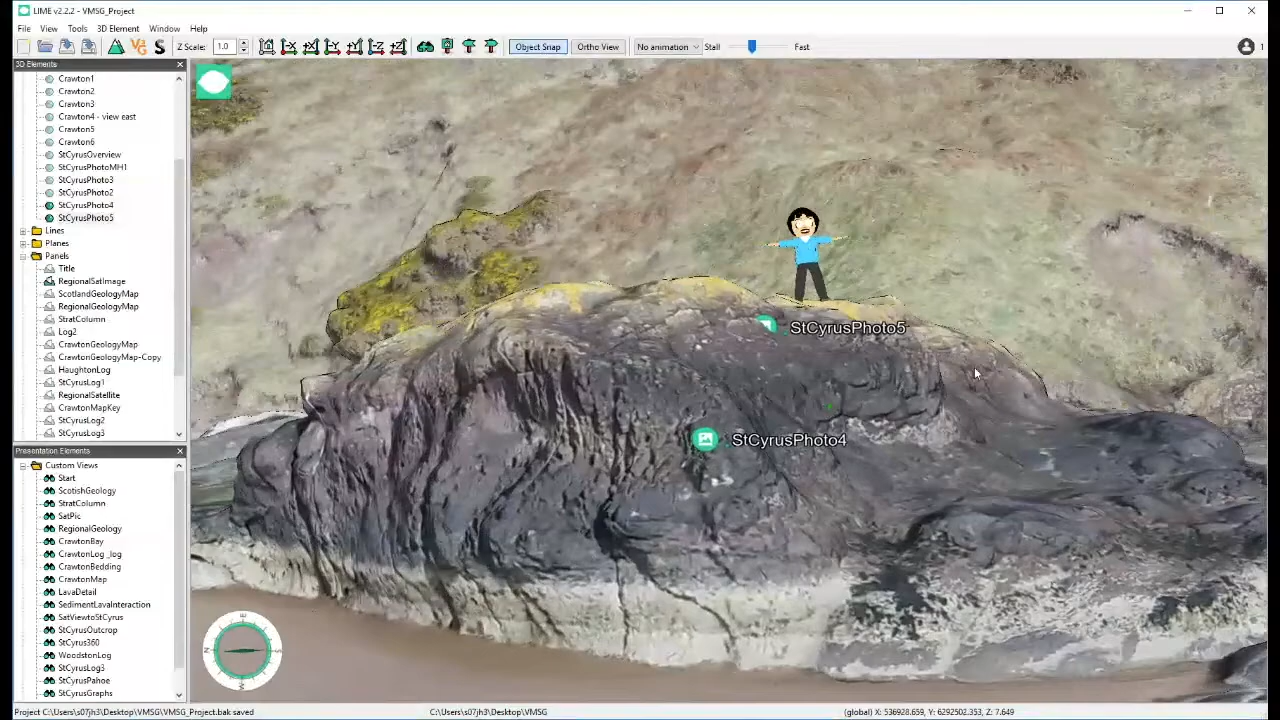 LIME v2.2.2 - VMSG_Project
File View Tools 3D Element Window Help
Z Scale: 1.0 Object Snap Ortho View No animation Stall Fast 1
3D Elements
Crawton1
Crawton2
Crawton3
Crawton4 - view east
Crawton5
Crawton6
StCyrusOverview
StCyrusPhotoMH1
StCyrusPhoto3
StCyrusPhoto2
StCyrusPhoto4
StCyrusPhoto5
Lines
Planes
Panels
Title
RegionalSatImage
ScotlandGeologyMap
RegionalGeologyMap
StratColumn
Log2
CrawtonGeologyMap
CrawtonGeologyMap-Copy
HaughtonLog
StCyrusLog1
RegionalSatellite
CrawtonMapKey
StCyrusLog2
StCyrusLog3
Presentation Elements
Custom Views
Start
ScotishGeology
StratColumn
SatPic
RegionalGeology
CrawtonBay
CrawtonLog_log
CrawtonBedding
CrawtonMap
LavaDetail
SedimentLavaInteraction
SatViewtoStCyrus
StCyrusOutcrop
StCyrus360
WoodstonLog
StCyrusLog3
StCyrusPahoe
StCyrusGraphs
StCyrusPhoto5
StCyrusPhoto4
Project C:\Users\s07jh3\Desktop\VMSG\VMSG_Project.bak saved C:\Users\s07jh3\Desktop\VMSG (global) X: 536928.659, Y: 6292502.353, Z: 7.649